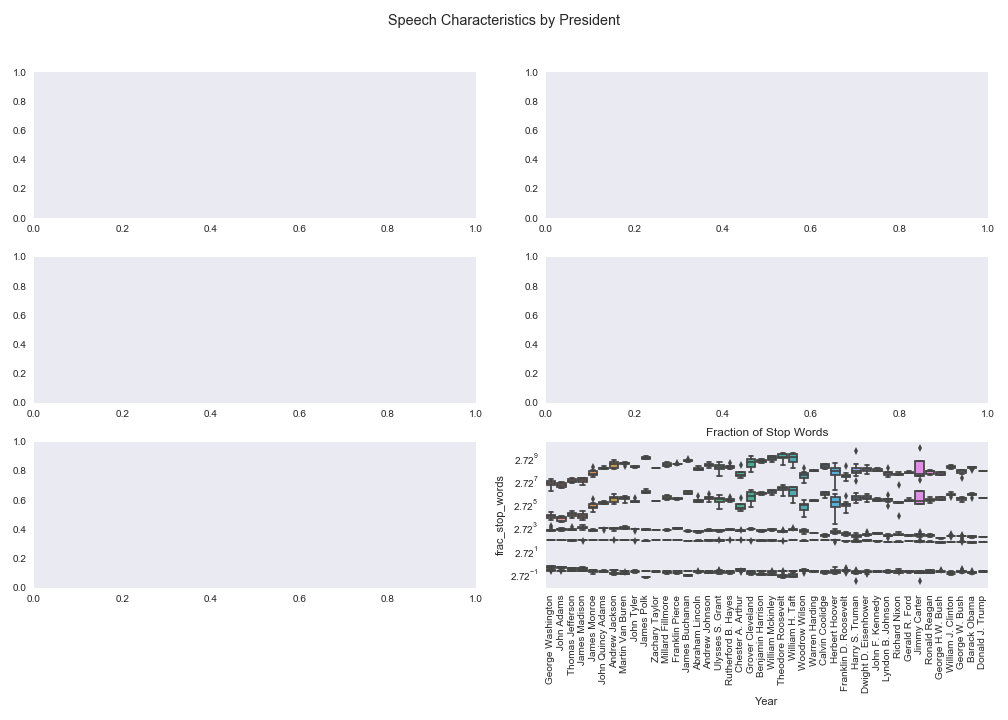 Speech Characteristics by President
1.0
0.8
0.6
0.4
0.2
0.0
0.0 0.2 0.4 0.6 0.8 1.0
1.0
0.8
0.6
0.4
0.2
0.0
0.0 0.2 0.4 0.6 0.8 1.0
1.0
0.8
0.6
0.4
0.2
0.0
0.0 0.2 0.4 0.6 0.8 1.0
1.0
0.8
0.6
0.4
0.2
0.0
0.0 0.2 0.4 0.6 0.8 1.0
1.0
0.8
0.6
0.4
0.2
0.0
0.0 0.2 0.4 0.6 0.8 1.0
Fraction of Stop Words
frac_stop_words
2.72⁹
2.72⁷
2.72⁵
2.72³
2.72¹
2.72⁻¹
George Washington
John Adams
Thomas Jefferson
James Madison
James Monroe
John Quincy Adams
Andrew Jackson
Martin Van Buren
John Tyler
James Polk
Zachary Taylor
Millard Fillmore
Franklin Pierce
James Buchanan
Abraham Lincoln
Andrew Johnson
Ulysses S. Grant
Rutherford B. Hayes
Chester A. Arthur
Grover Cleveland
Benjamin Harrison
William Mckinley
Theodore Roosevelt
William H. Taft
Woodrow Wilson
Warren Harding
Calvin Coolidge
Herbert Hoover
Franklin D. Roosevelt
Harry S. Truman
Dwight D. Eisenhower
John F. Kennedy
Lyndon B. Johnson
Richard Nixon
Gerald R. Ford
Jimmy Carter
Ronald Reagan
George H.W. Bush
William J. Clinton
George W. Bush
Barack Obama
Donald J. Trump
Year